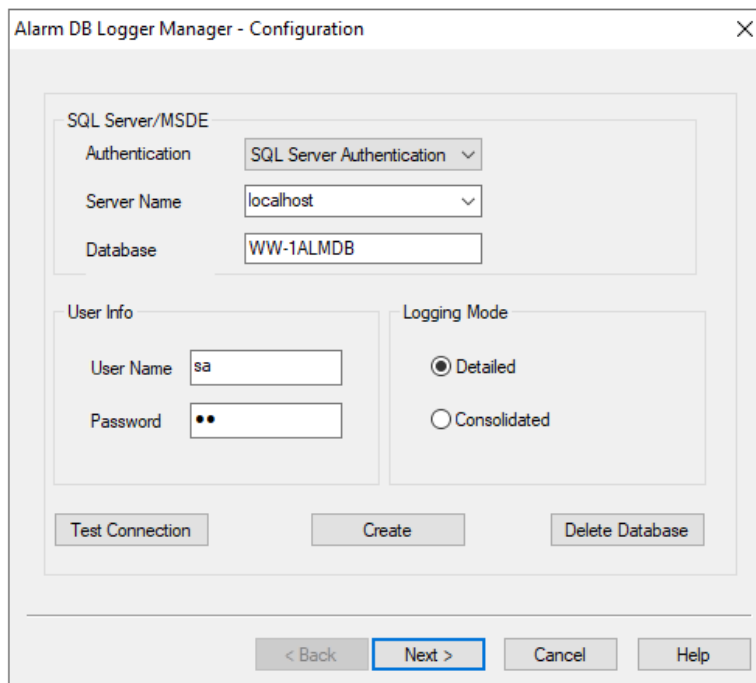 Alarm DB Logger Manager - Configuration
SQL Server/MSDE
Authentication SQL Server Authentication
Server Name localhost
Database WW-1ALMDB
User Info
User Name sa
Password ●●
Logging Mode
Detailed
Consolidated
Test Connection Create Delete Database
< Back Next > Cancel Help